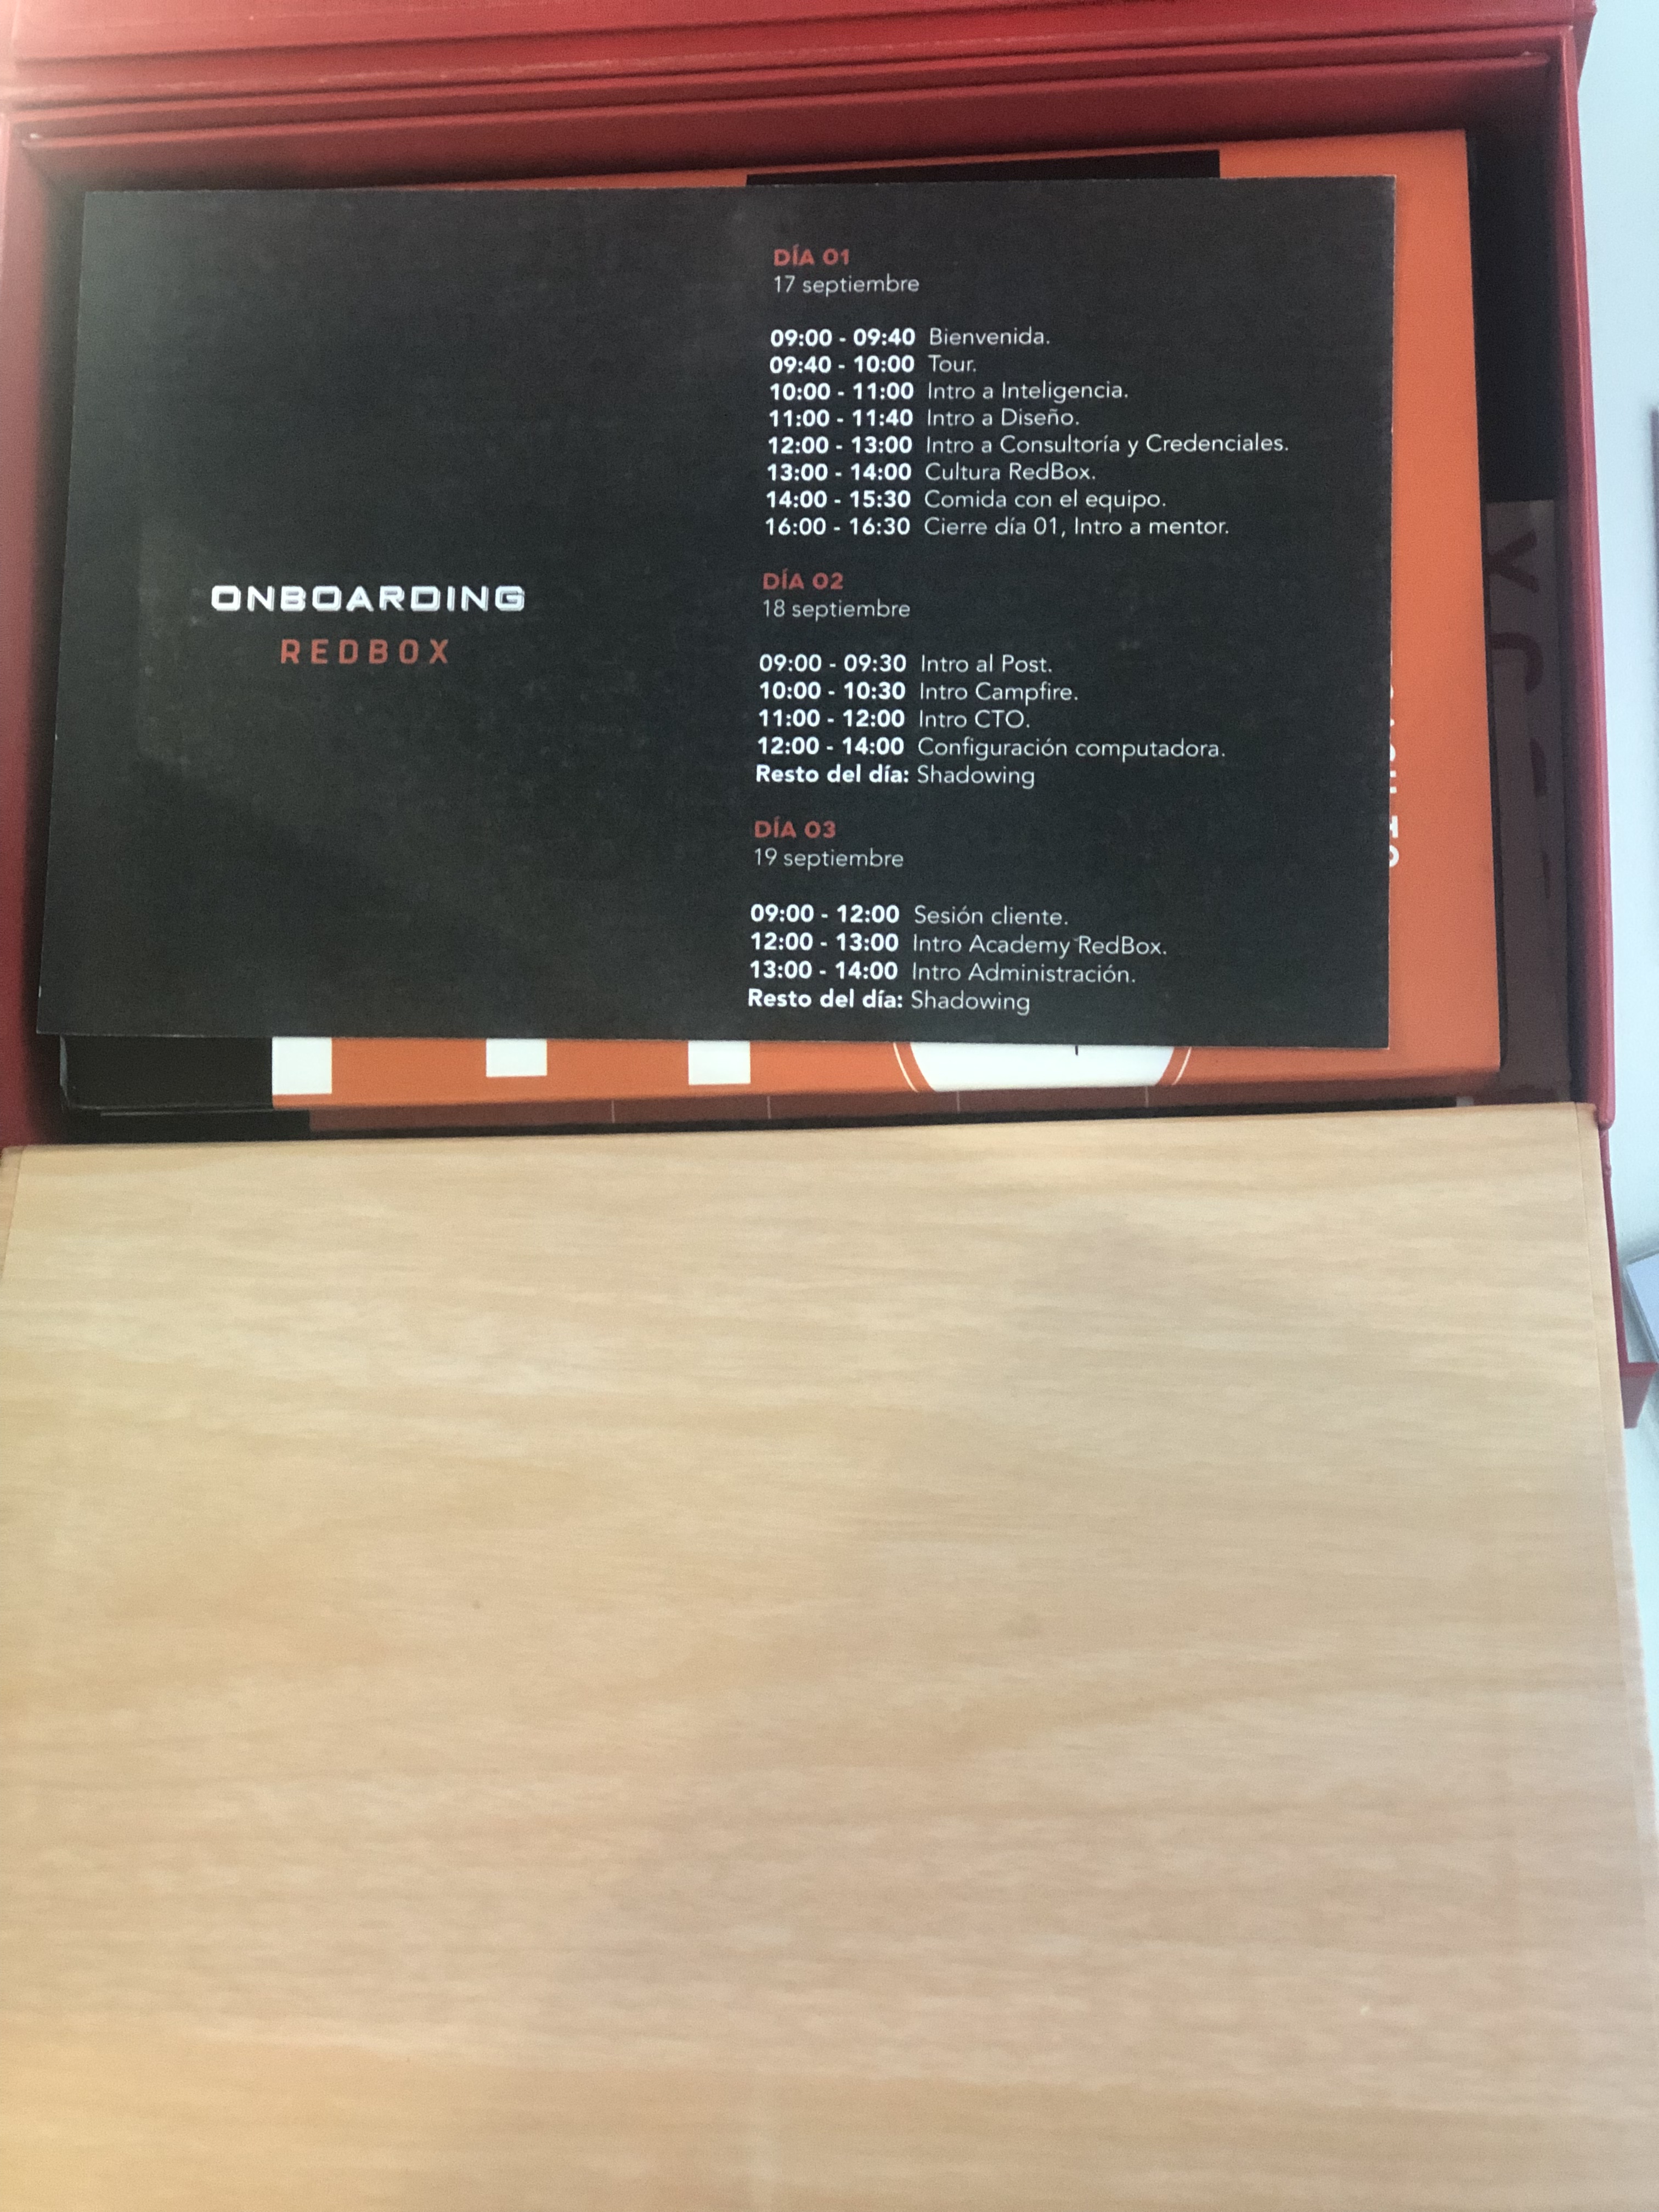 ONBOARDING
REDBOX
DÍA 01
17 septiembre
09:00 - 09:40 Bienvenida.
09:40 - 10:00 Tour.
10:00 - 11:00 Intro a Inteligencia.
11:00 - 11:40 Intro a Diseño.
12:00 - 13:00 Intro a Consultoría y Credenciales.
13:00 - 14:00 Cultura RedBox.
14:00 - 15:30 Comida con el equipo.
16:00 - 16:30 Cierre día 01, Intro a mentor.
DÍA 02
18 septiembre
09:00 - 09:30 Intro al Post.
10:00 - 10:30 Intro Campfire.
11:00 - 12:00 Intro CTO.
12:00 - 14:00 Configuración computadora.
Resto del día: Shadowing
DÍA 03
19 septiembre
09:00 - 12:00 Sesión cliente.
12:00 - 13:00 Intro Academy RedBox.
13:00 - 14:00 Intro Administración.
Resto del día: Shadowing